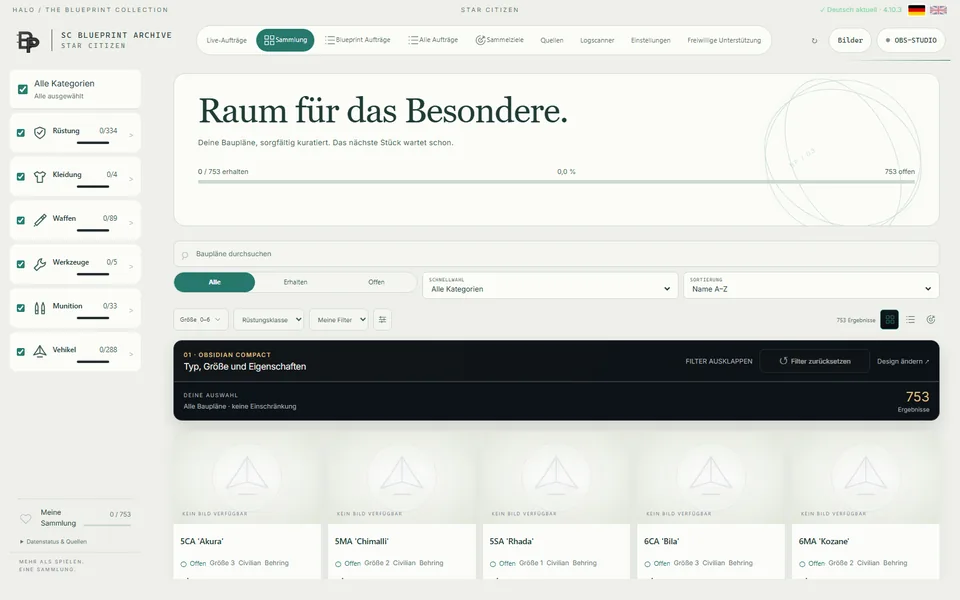 HALO / THE BLUEPRINT COLLECTION
STAR CITIZEN
✓ Deutsch aktuell · 4.10.3
SC BLUEPRINT ARCHIVE
STAR CITIZEN
Live-Aufträge
Sammlung
Blueprint Aufträge
Alle Aufträge
Sammelziele
Quellen
Logscanner
Einstellungen
Freiwillige Unterstützung
Bilder
OBS-STUDIO
Alle Kategorien
Alle ausgewählt
Rüstung 0/334
Kleidung 0/4
Waffen 0/89
Werkzeuge 0/5
Munition 0/33
Vehikel 0/288
Meine Sammlung 0 / 753
Datenstatus & Quellen
MEHR ALS SPIELEN.
EINE SAMMLUNG.
Raum für das Besondere.
Deine Baupläne, sorgfältig kuratiert. Das nächste Stück wartet schon.
0 / 753 erhalten
0,0 %
753 offen
Baupläne durchsuchen
Alle
Erhalten
Offen
SCHNELLWAHL
Alle Kategorien
SORTIERUNG
Name A–Z
Größe 0–6
Rüstungsklasse
Meine Filter
753 Ergebnisse
01 · OBSIDIAN COMPACT
Typ, Größe und Eigenschaften
FILTER AUSKLAPPEN
Filter zurücksetzen
Design ändern ↗
DEINE AUSWAHL
Alle Baupläne · keine Einschränkung
753
Ergebnisse
KEIN BILD VERFÜGBAR
KEIN BILD VERFÜGBAR
KEIN BILD VERFÜGBAR
KEIN BILD VERFÜGBAR
KEIN BILD VERFÜGBAR
5CA 'Akura'
5MA 'Chimalli'
5SA 'Rhada'
6CA 'Bila'
6MA 'Kozane'
Offen Größe 3 Civilian Behring
Offen Größe 2 Civilian Behring
Offen Größe 1 Civilian Behring
Offen Größe 3 Civilian Behring
Offen Größe 2 Civilian Behring